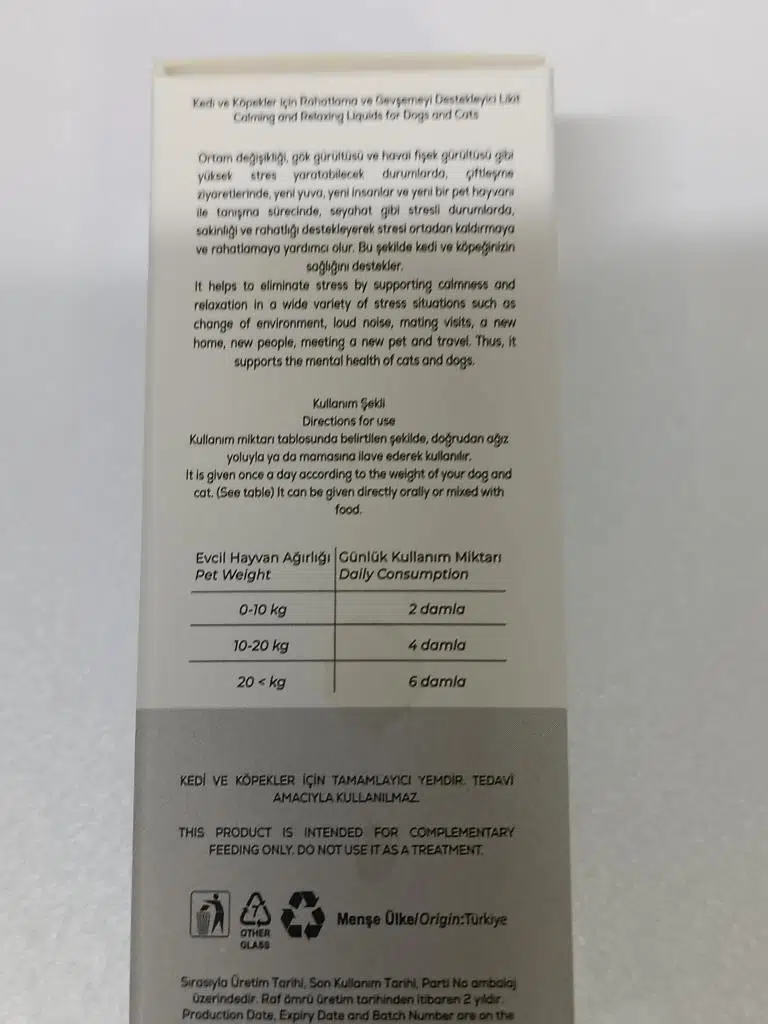 Kedi ve Köpekler için Rahatlama ve Gevşemeyi Destekleyici Likit
Calming and Relaxing Liquids for Dogs and Cats
Ortam değişikliği, gök gürültüsü ve havai fişek gürültüsü gibi
yüksek stres yaratabilecek durumlarda, çiftleşme
ziyaretlerinde, yeni yuva, yeni insanlar ve yeni bir pet hayvanı
ile tanışma sürecinde, seyahat gibi stresli durumlarda,
sakinliği ve rahatlığı destekleyerek stresi ortadan kaldırmaya
ve rahatlamaya yardımcı olur. Bu şekilde kedi ve köpeğinizin
sağlığını destekler.
It helps to eliminate stress by supporting calmness and
relaxation in a wide variety of stress situations such as
change of environment, loud noise, mating visits, a new
home, new people, meeting a new pet and travel. Thus, it
supports the mental health of cats and dogs.
Kullanım Şekli
Directions for use
Kullanım miktarı tablosunda belirtilen şekilde, doğrudan ağız
yoluyla ya da mamasına ilave ederek kullanılır.
It is given once a day according to the weight of your dog and
cat. (See table) It can be given directly orally or mixed with
food.
Evcil Hayvan Ağırlığı Günlük Kullanım Miktarı
Pet Weight Daily Consumption
0-10 kg 2 damla
10-20 kg 4 damla
20 < kg 6 damla
KEDİ VE KÖPEKLER İÇİN TAMAMLAYICI YEMDİR. TEDAVİ
AMACIYLA KULLANILMAZ.
THIS PRODUCT IS INTENDED FOR COMPLEMENTARY
FEEDING ONLY. DO NOT USE IT AS A TREATMENT.
7
OTHER
GLASS
Menşe Ülke/Origin:Türkiye
Sırasıyla Üretim Tarihi, Son Kullanım Tarihi, Parti No ambalaj
üzerindedir. Raf ömrü üretim tarihinden itibaren 2 yıldır.
Production Date, Expiry Date and Batch Number are on the